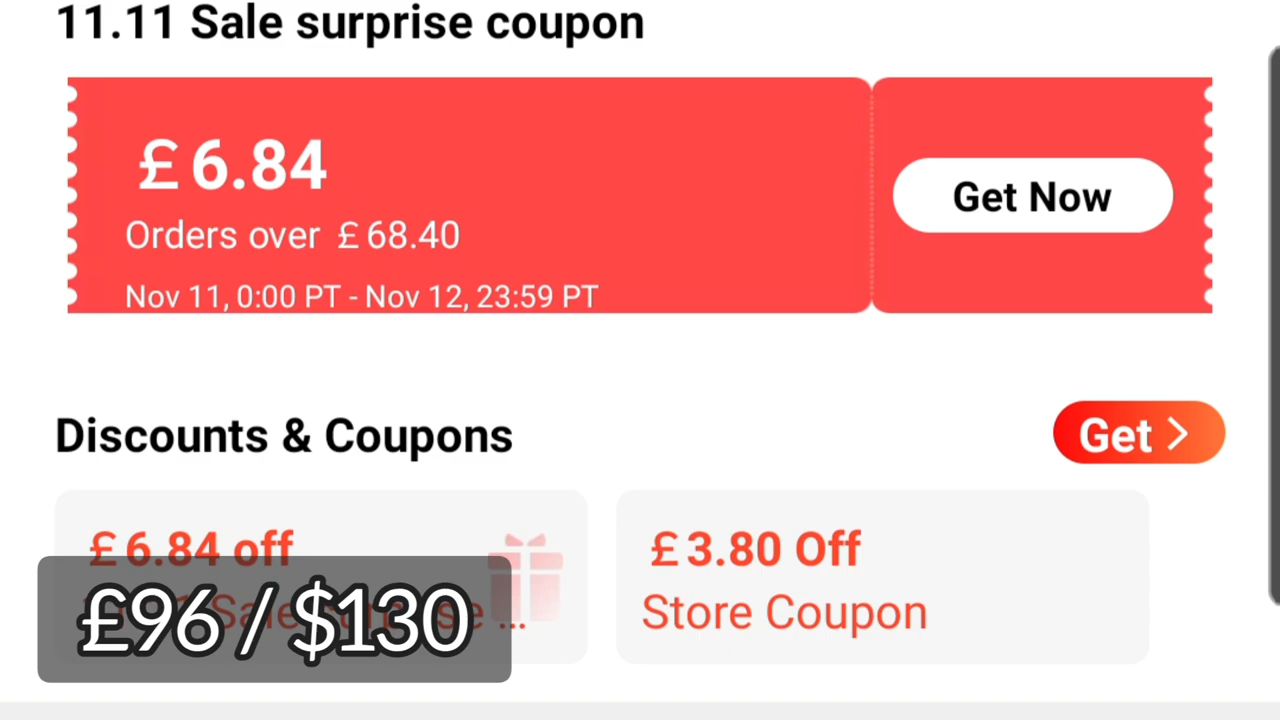 11.11 Sale surprise coupon
£6.84
Orders over £68.40
Get Now
Nov 11, 0:00 PT - Nov 12, 23:59 PT
Discounts & Coupons
Get >
£6.84 off
Sale
£3.80 Off
Store Coupon
£96 / $130